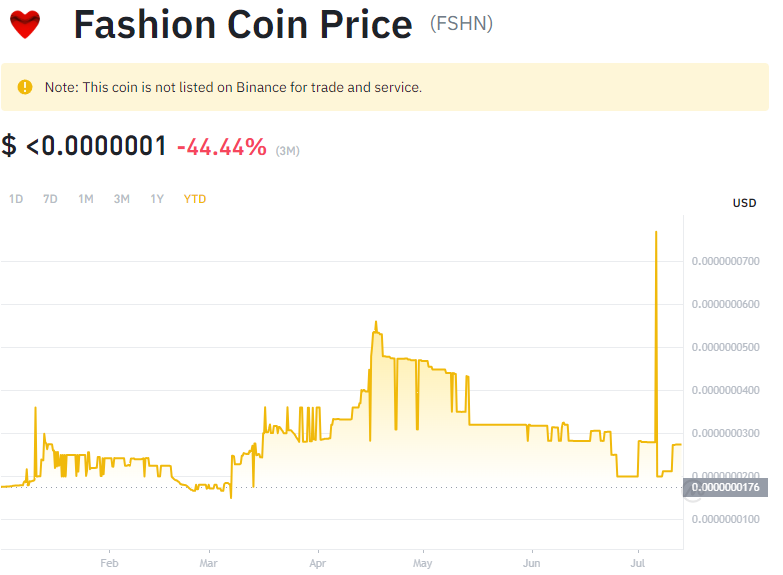 Fashion Coin Price (FSHN)
Note: This coin is not listed on Binance for trade and service.
$ <0.0000001 -44.44% (3M)
1D 7D 1M 3M 1Y YTD
USD
0.0000000700
0.0000000600
0.0000000500
0.0000000400
0.0000000300
0.0000000200
0.0000000176
0.0000000100
Feb Mar Apr May Jun Jul